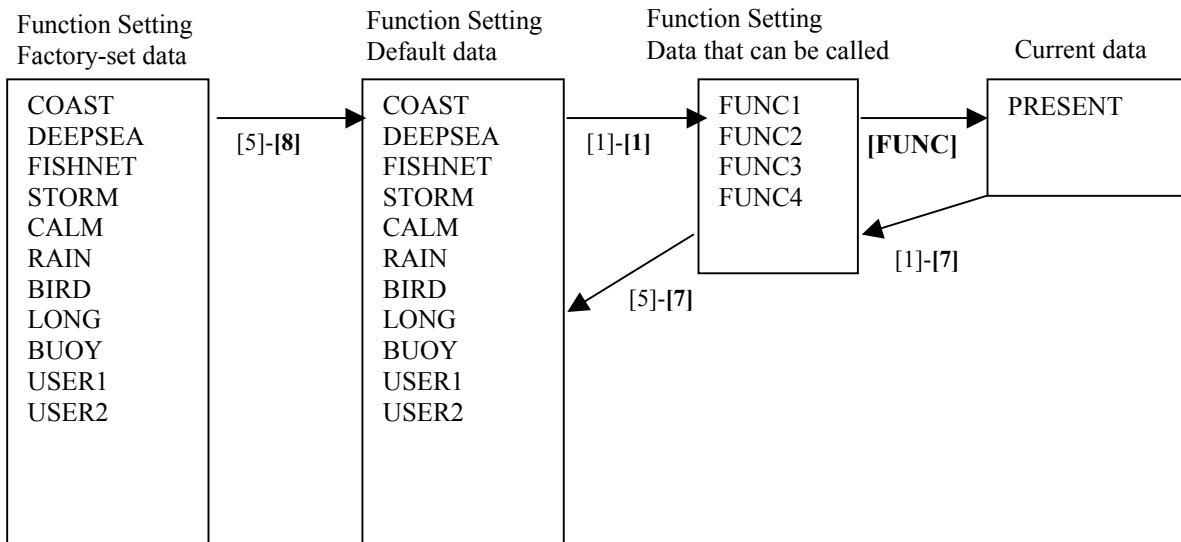 Function Setting
Factory-set data
COAST
DEEPSEA
FISHNET
STORM
CALM
RAIN
BIRD
LONG
BUOY
USER1
USER2
[5]-[8]
Function Setting
Default data
COAST
DEEPSEA
FISHNET
STORM
CALM
RAIN
BIRD
LONG
BUOY
USER1
USER2
[1]-[1]
[5]-[7]
Function Setting
Data that can be called
FUNC1
FUNC2
FUNC3
FUNC4
[FUNC]
[1]-[7]
Current data
PRESENT